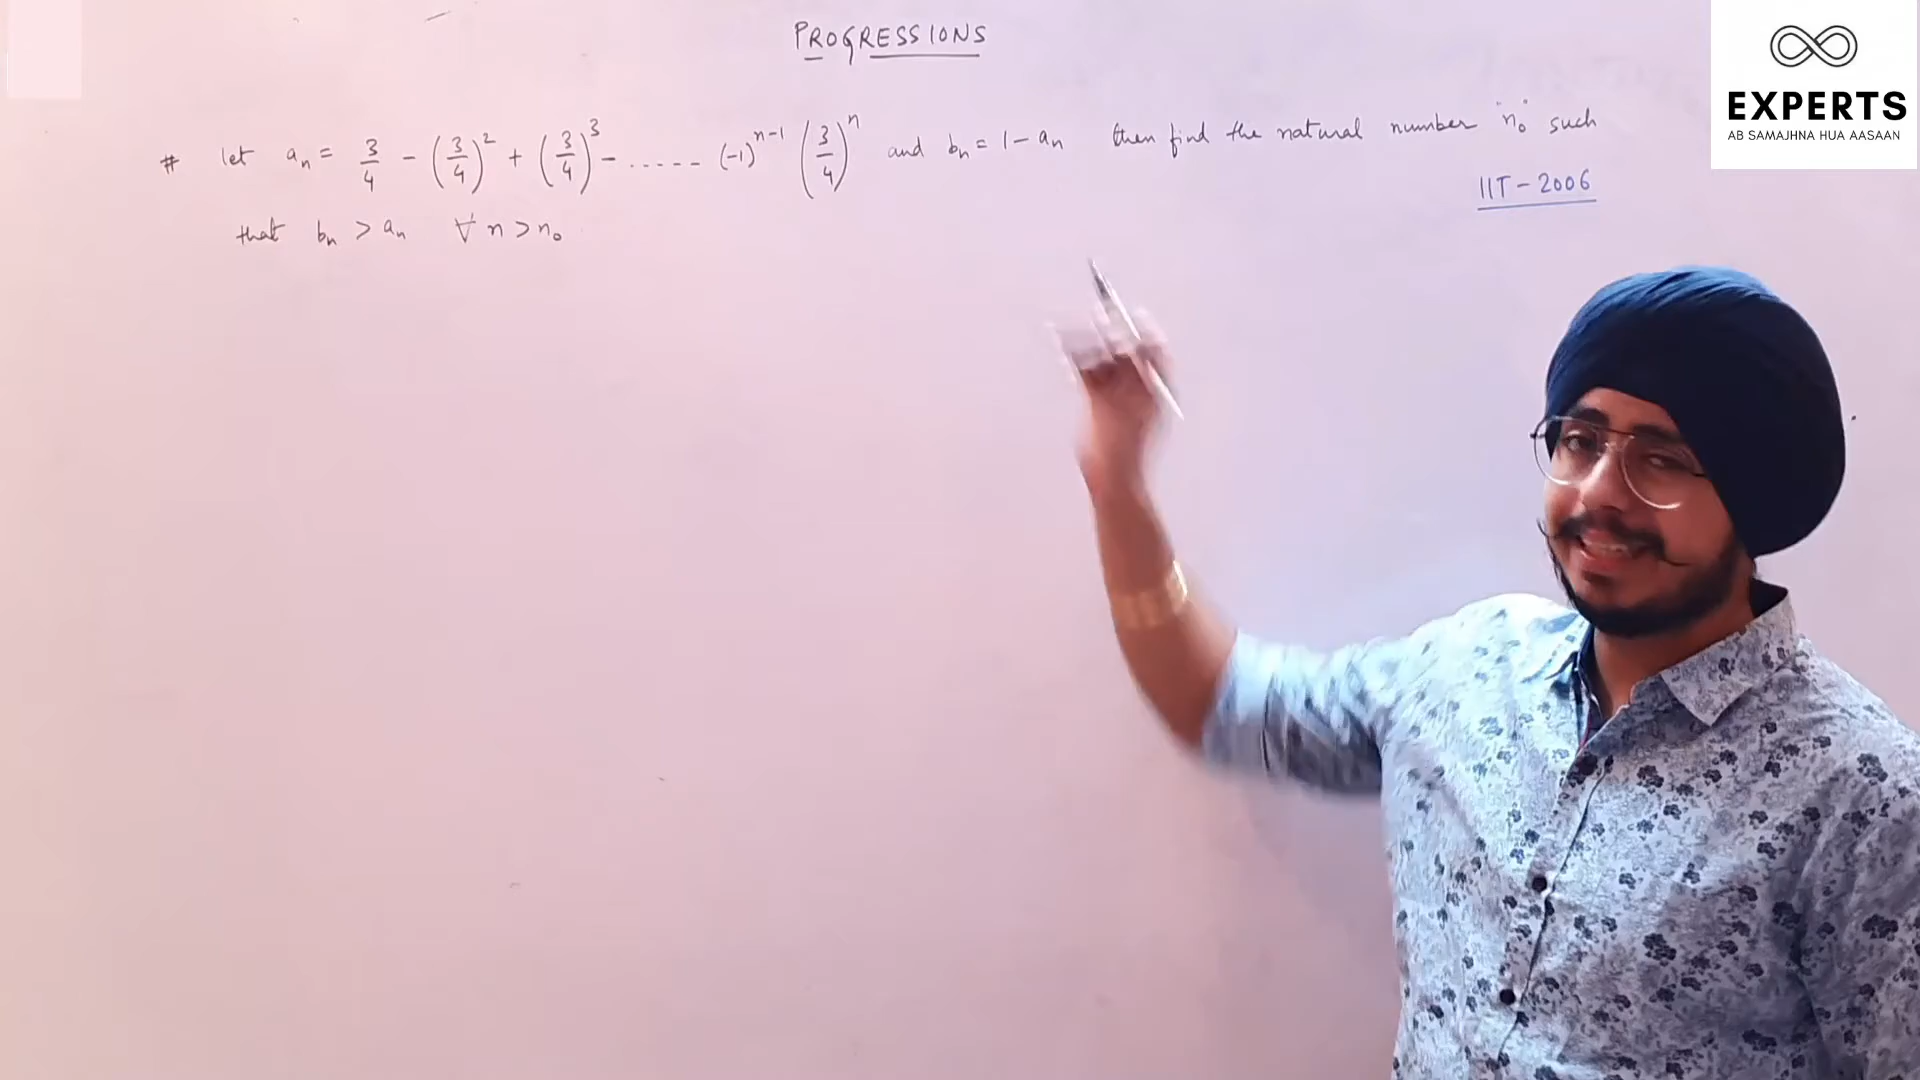 PROGRESSIONS
EXPERTS
AB SAMAJHNA HUA AASAAN
# let aₙ = 3/4 - (3/4)² + (3/4)³ - ...... (-1)ⁿ⁻¹ (3/4)ⁿ and bₙ = 1 - aₙ then find the natural number "n₀" such
IIT - 2006
that bₙ > aₙ ∀ n > n₀